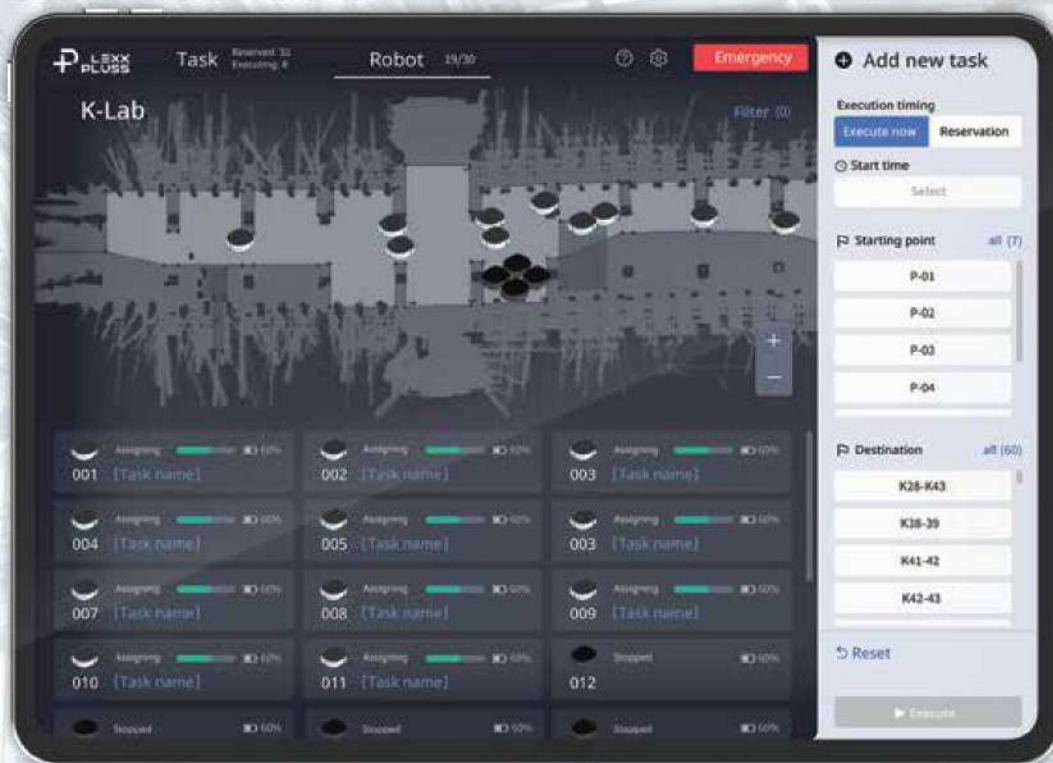 LEXX
PLUSS
Task
Reserved: 32
Executing: 8
Robot 19/30
Emergency
K-Lab
Filter (0)
+
−
Assigning 60%
001 [Task name]
Assigning 60%
002 [Task name]
Assigning 60%
003 [Task name]
Assigning 60%
004 [Task name]
Assigning 60%
005 [Task name]
Assigning 60%
003 [Task name]
Assigning 60%
007 [Task name]
Assigning 60%
008 [Task name]
Assigning 60%
009 [Task name]
Assigning 60%
010 [Task name]
Assigning 60%
011 [Task name]
Stopped 60%
012
Stopped 60%
Stopped 60%
Stopped 60%
Add new task
Execution timing
Execute now Reservation
Start time
Select
Starting point all (7)
P-01
P-02
P-03
P-04
Destination all (60)
K28-K43
K38-39
K41-42
K42-43
Reset
Execute